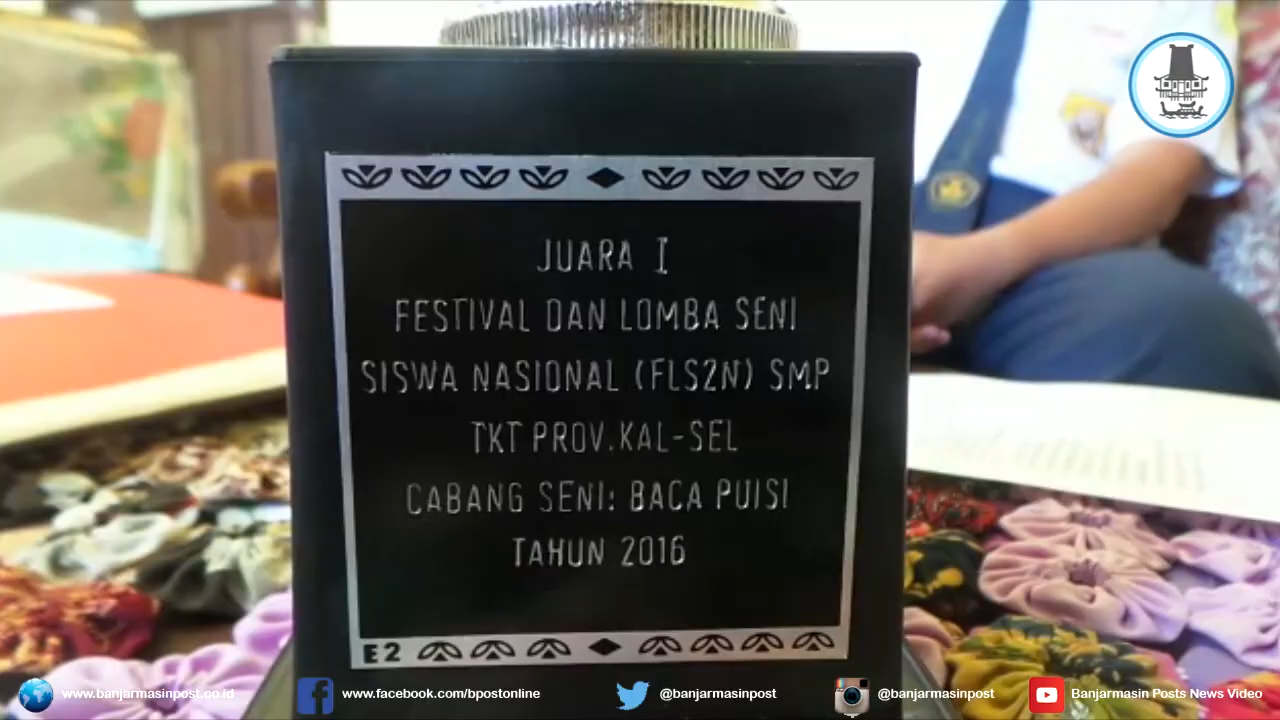 JUARA I
FESTIVAL DAN LOMBA SENI
SISWA NASIONAL (FLS2N) SMP
TKT PROV.KAL-SEL
CABANG SENI: BACA PUISI
TAHUN 2016
E2
www.banjarmasinpost.co.id
www.facebook.com/bpostonline
@banjarmasinpost
@banjarmasinpost
Banjarmasin Posts News Video